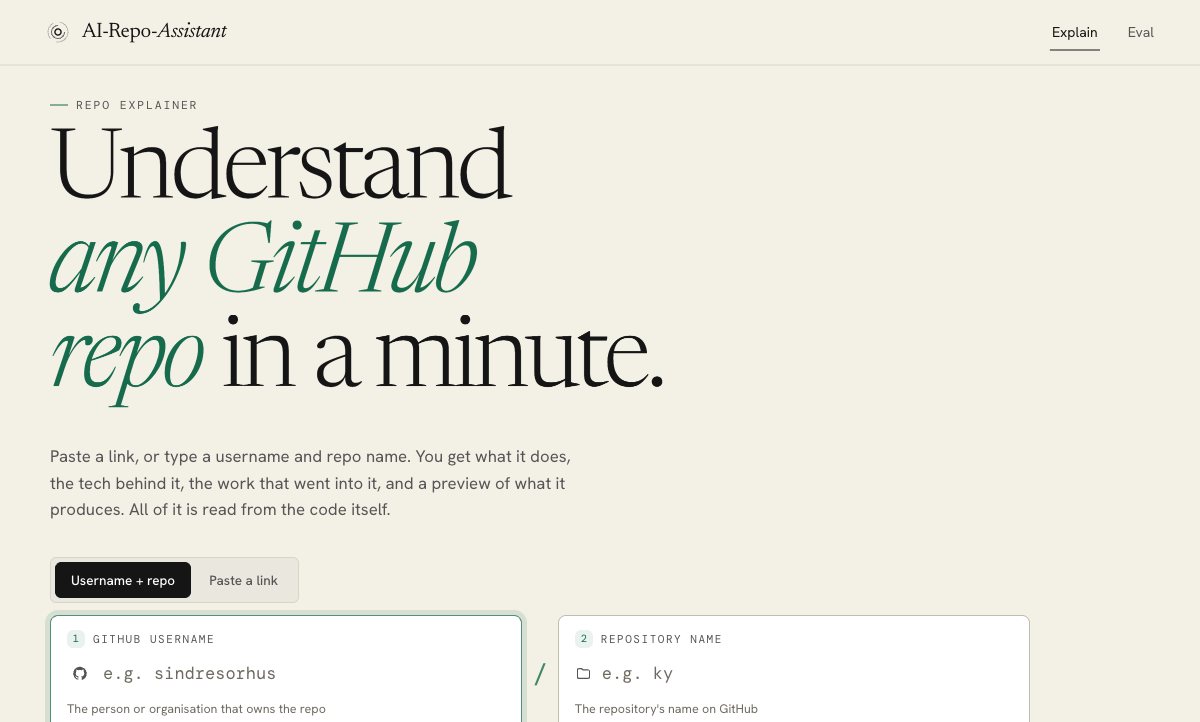 AI-Repo-Assistant
Explain
Eval
REPO EXPLAINER
Understand
any GitHub
repo in a minute.
Paste a link, or type a username and repo name. You get what it does,
the tech behind it, the work that went into it, and a preview of what it
produces. All of it is read from the code itself.
Username + repo
Paste a link
1 GITHUB USERNAME
e.g. sindresorhus
The person or organisation that owns the repo
/
2 REPOSITORY NAME
e.g. ky
The repository's name on GitHub